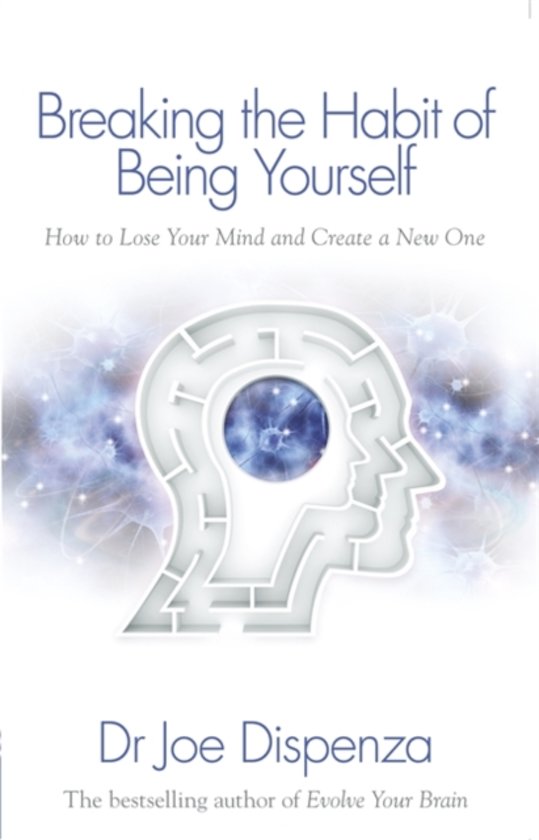 Breaking the Habit of
Being Yourself
How to Lose Your Mind and Create a New One
Dr Joe Dispenza
The bestselling author of Evolve Your Brain